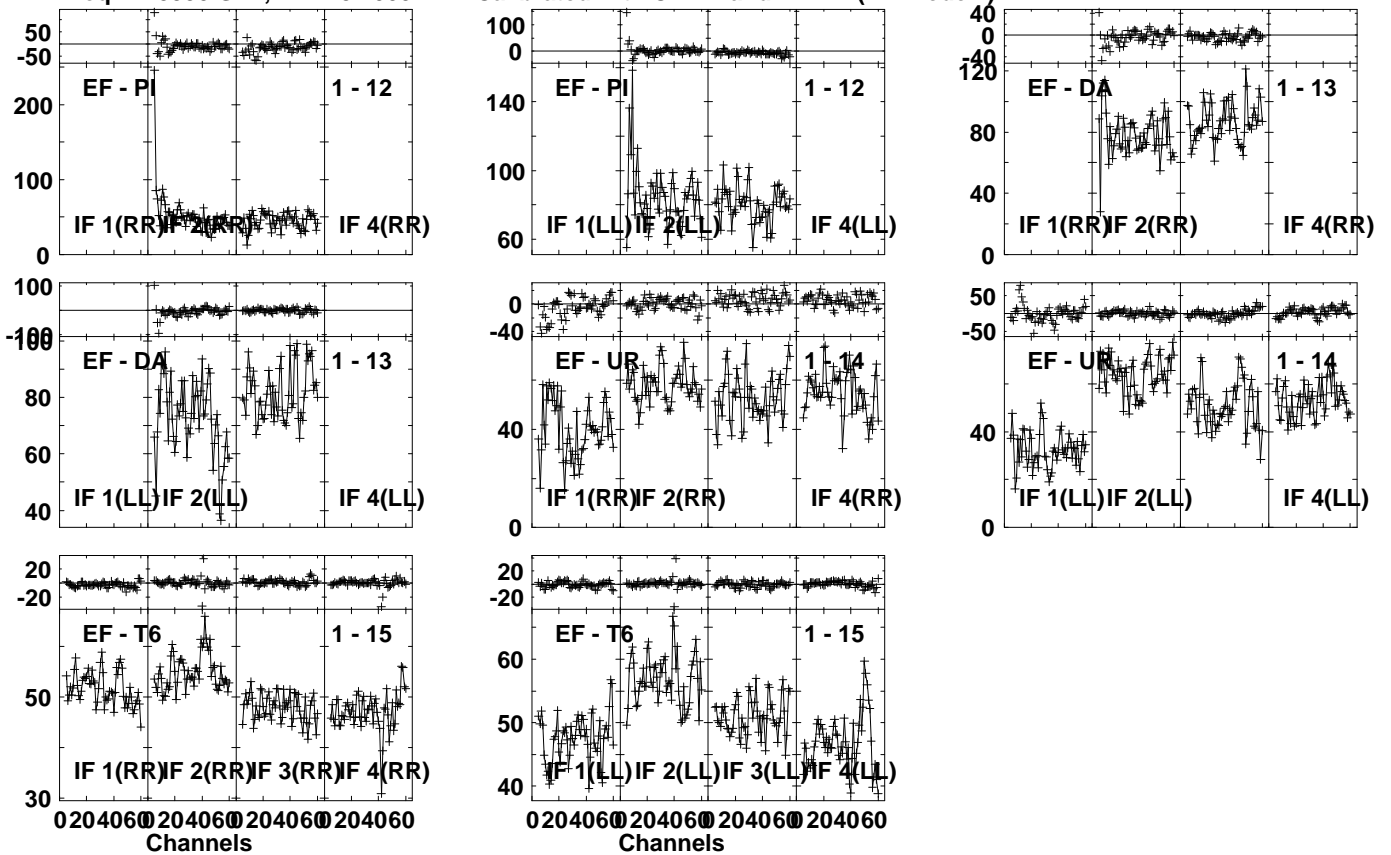 50
-50
EF - PI
1 - 12
200
100
0
IF 1(RR)
IF 2(RR)
IF 4(RR)
100
0
EF - PI
1 - 12
140
100
60
IF 1(LL)
IF 2(LL)
IF 4(LL)
40
0
-40
120
EF - DA
1 - 13
80
40
0
IF 1(RR)
IF 2(RR)
IF 4(RR)
100
-100
100
EF - DA
1 - 13
80
60
40
IF 1(LL)
IF 2(LL)
IF 4(LL)
0
-40
EF - UR
1 - 14
40
0
IF 1(RR)
IF 2(RR)
IF 4(RR)
50
-50
EF - UR
1 - 14
40
0
IF 1(LL)
IF 2(LL)
IF 4(LL)
20
-20
EF - T6
1 - 15
50
30
IF 1(RR)
IF 2(RR)
IF 3(RR)
IF 4(RR)
0 20 40 60 0 20 40 60 0 20 40 60 0 20 40 60
Channels
20
-20
EF - T6
1 - 15
60
50
40
IF 1(LL)
IF 2(LL)
IF 3(LL)
IF 4(LL)
0 20 40 60 0 20 40 60 0 20 40 60 0 20 40 60
Channels